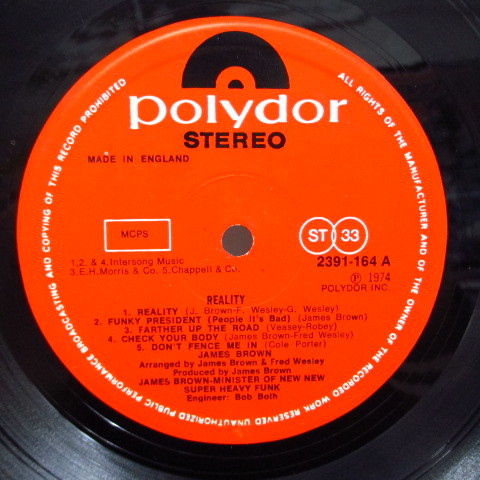 polydor
STEREO
MADE IN ENGLAND
MCPS
ST 33
1,2. & 4. Intersong Music
3.E.H.Morris & Co. 5.Chappell & Co.
2391-164 A
Ⓟ 1974
POLYDOR INC.
REALITY
1. REALITY (J. Brown-F. Wesley-G. Wesley)
2. FUNKY PRESIDENT (People It's Bad) (James Brown)
3. FARTHER UP THE ROAD (Veasey-Robey)
4. CHECK YOUR BODY (James Brown-Fred Wesley)
5. DON'T FENCE ME IN (Cole Porter)
JAMES BROWN
Arranged by James Brown & Fred Wesley
Produced by James Brown
JAMES BROWN-MINISTER OF NEW NEW
SUPER HEAVY FUNK
Engineer: Bob Both
ALL RIGHTS OF THE MANUFACTURER AND OF THE OWNER OF THE RECORDED WORK RESERVED UNAUTHORIZED PUBLIC PERFORMANCE BROADCASTING AND COPYING OF THIS RECORD PROHIBITED